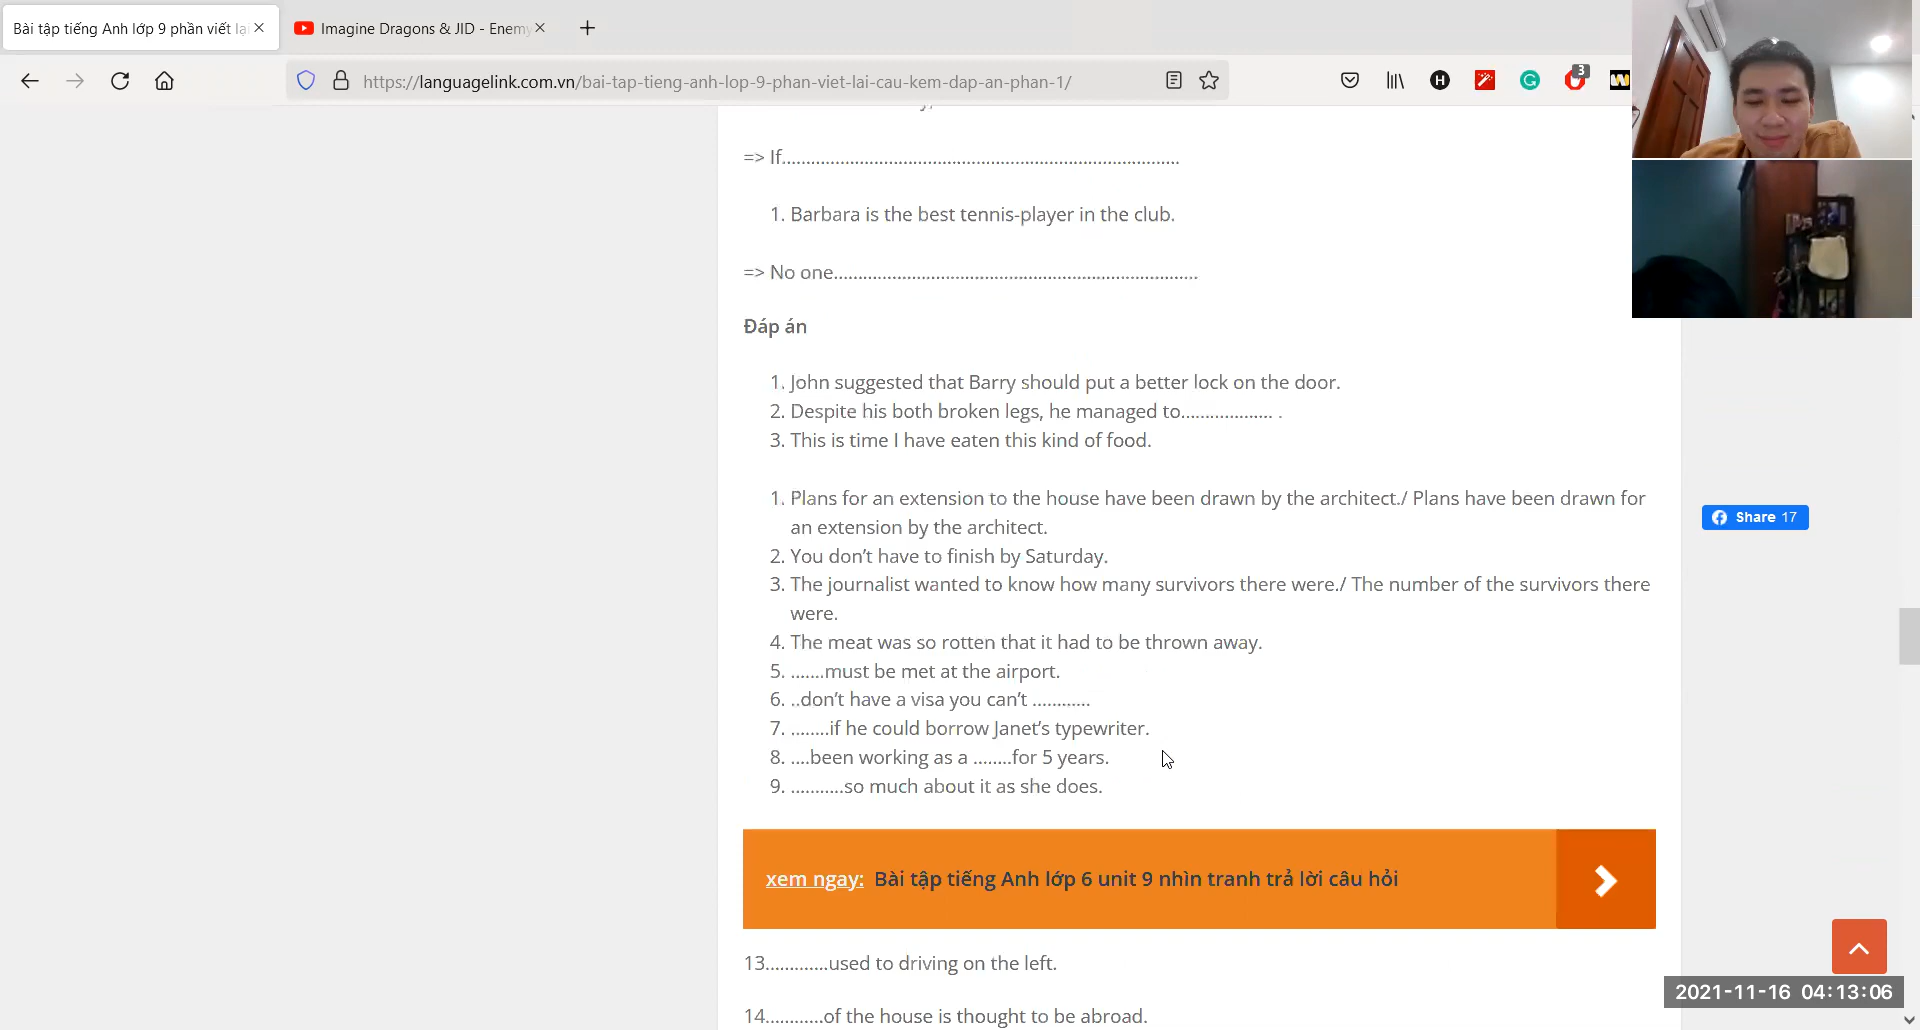 Bài tập tiếng Anh lớp 9 phần viết lại
Imagine Dragons & JID - Enemy
https://languagelink.com.vn/bai-tap-tieng-anh-lop-9-phan-viet-lai-cau-kem-dap-an-phan-1/
3
=> If..................................................................................
1. Barbara is the best tennis-player in the club.
=> No one...........................................................................
Đáp án
1. John suggested that Barry should put a better lock on the door.
2. Despite his both broken legs, he managed to................... .
3. This is time I have eaten this kind of food.
1. Plans for an extension to the house have been drawn by the architect./ Plans have been drawn for
an extension by the architect.
2. You don’t have to finish by Saturday.
3. The journalist wanted to know how many survivors there were./ The number of the survivors there
were.
4. The meat was so rotten that it had to be thrown away.
5. .......must be met at the airport.
6. ..don’t have a visa you can’t ............
7. ........if he could borrow Janet’s typewriter.
8. ....been working as a ........for 5 years.
9. ...........so much about it as she does.
Share 17
xem ngay: Bài tập tiếng Anh lớp 6 unit 9 nhìn tranh trả lời câu hỏi
13.............used to driving on the left.
14............of the house is thought to be abroad.
2021-11-16 04:13:06